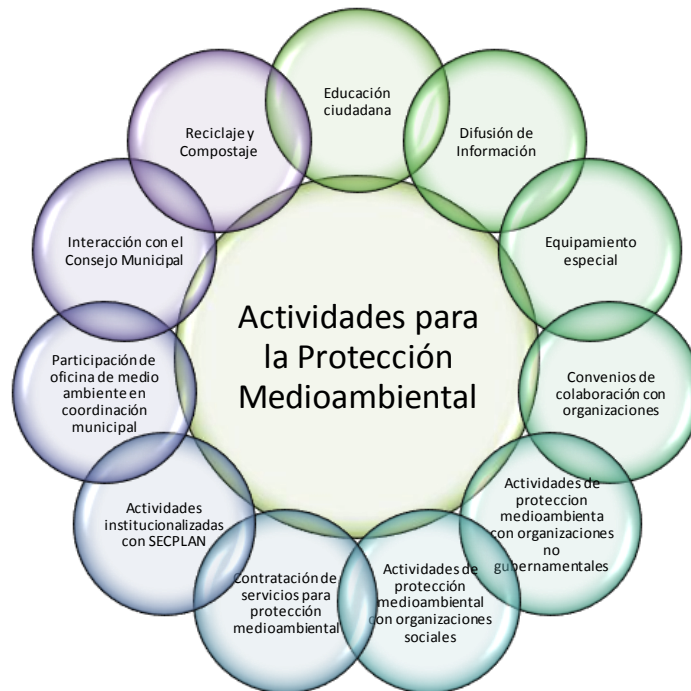 Actividades para
la Protección
Medioambiental
Educación
ciudadana
Difusión de
Información
Equipamiento
especial
Convenios de
colaboración con
organizaciones
Actividades de
proteccion
medioambienta
con organizaciones
no
gubernamentales
Actividades de
protección
medioambiental
con organizaciones
sociales
Contratación de
servicios para
protección
medioambiental
Actividades
institucionalizadas
con SECPLAN
Participación de
oficina de medio
ambiente en
coordinación
municipal
Interacción con el
Consejo Municipal
Reciclaje y
Compostaje